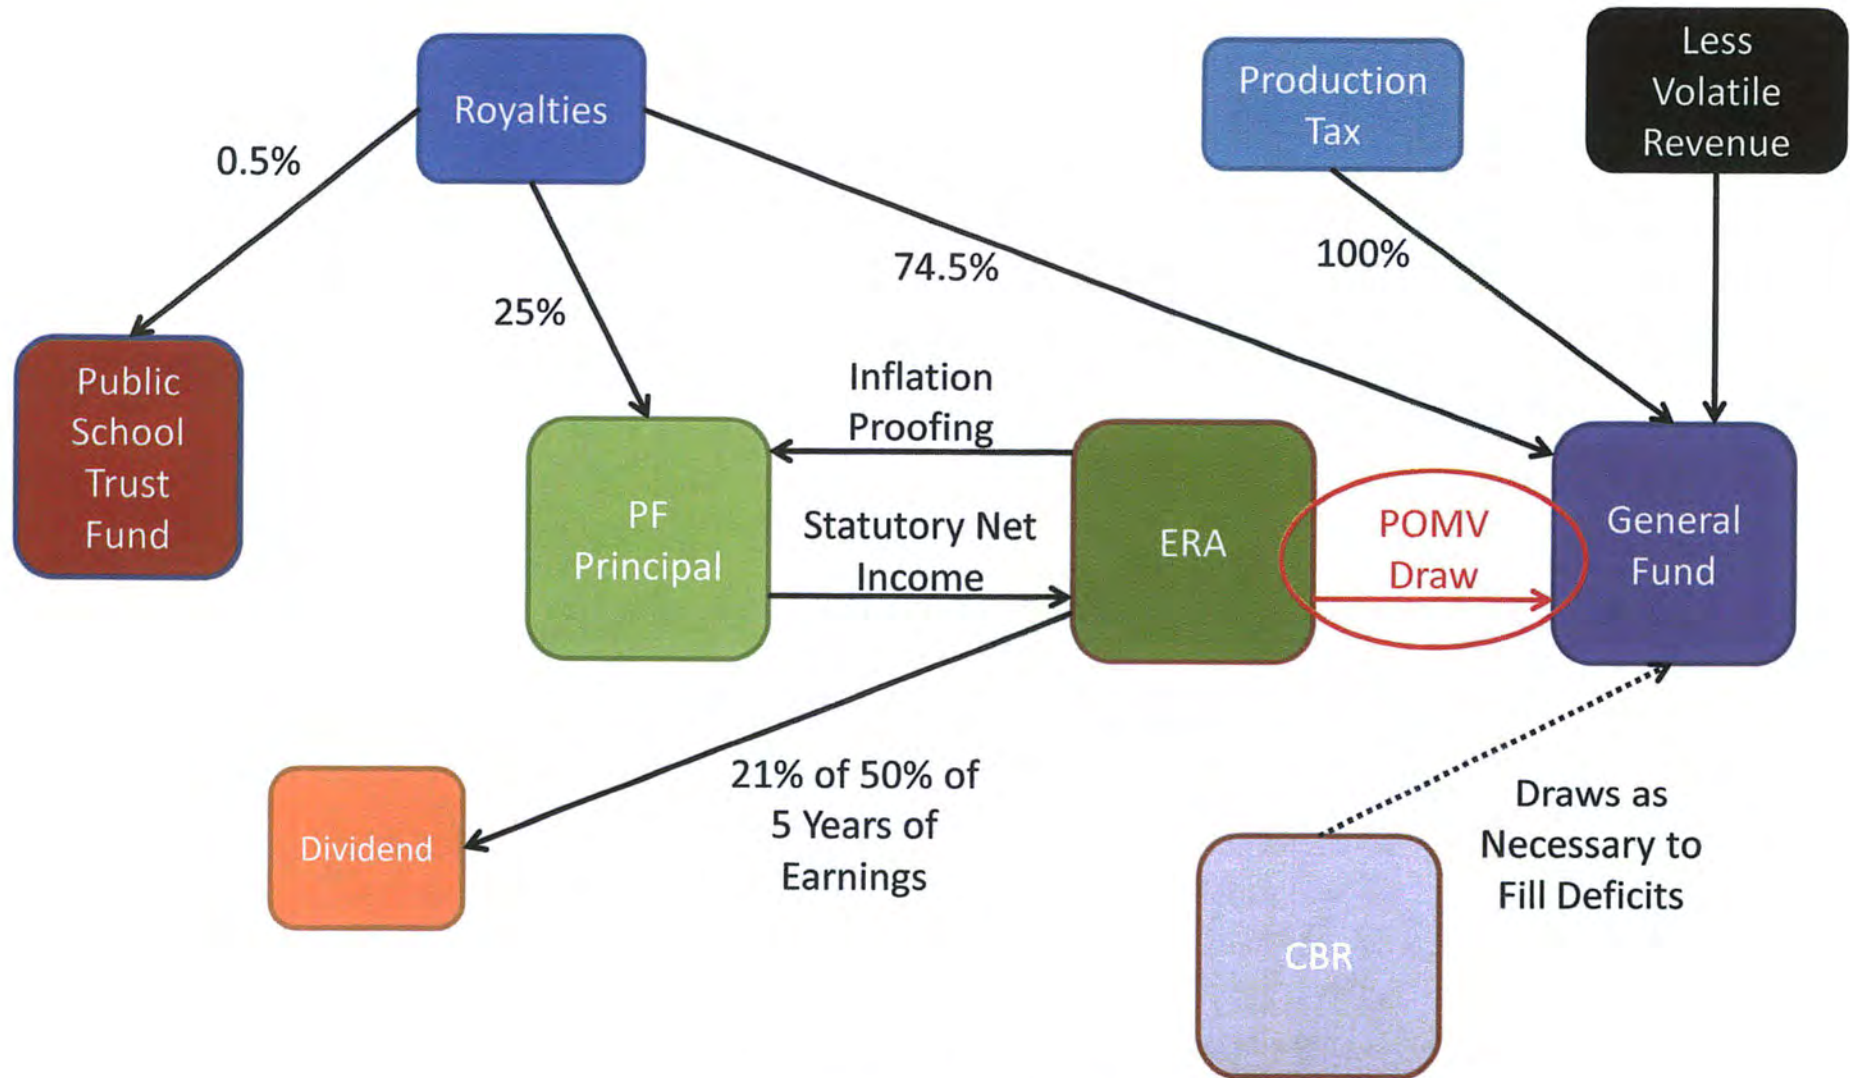 Royalties
Production
Tax
Less
Volatile
Revenue
0.5%
25%
74.5%
100%
Public
School
Trust
Fund
Inflation
Proofing
PF
Principal
Statutory Net
Income
ERA
POMV
Draw
General
Fund
21% of 50% of
5 Years of
Earnings
Dividend
Draws as
Necessary to
Fill Deficits
CBR